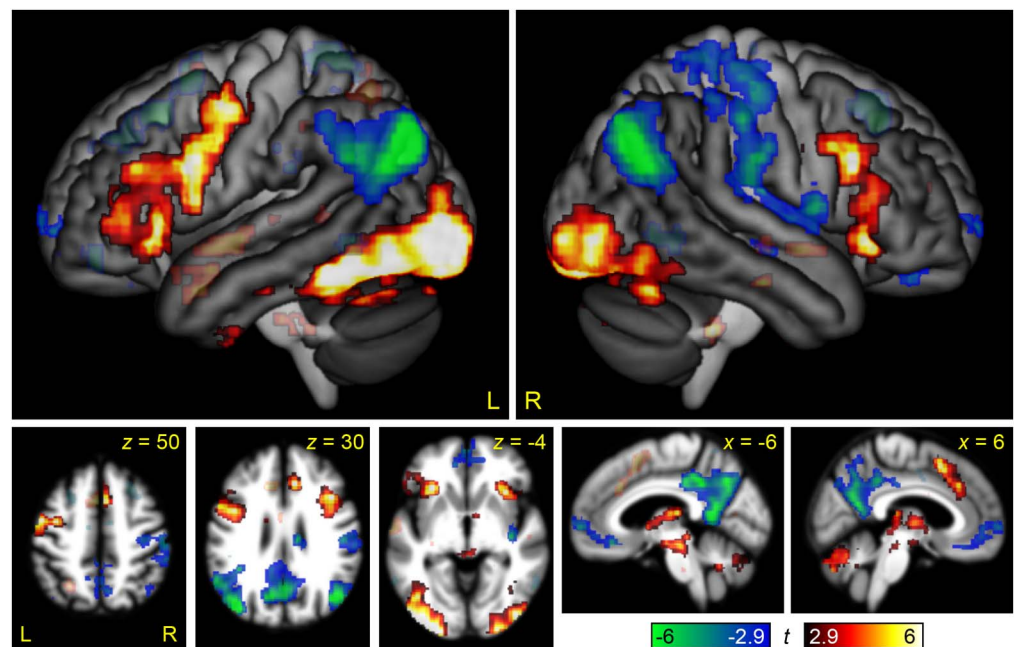 L
R
z = 50
L
R
z = 30
z = -4
x = -6
x = 6
-6
-2.9
t
2.9
6